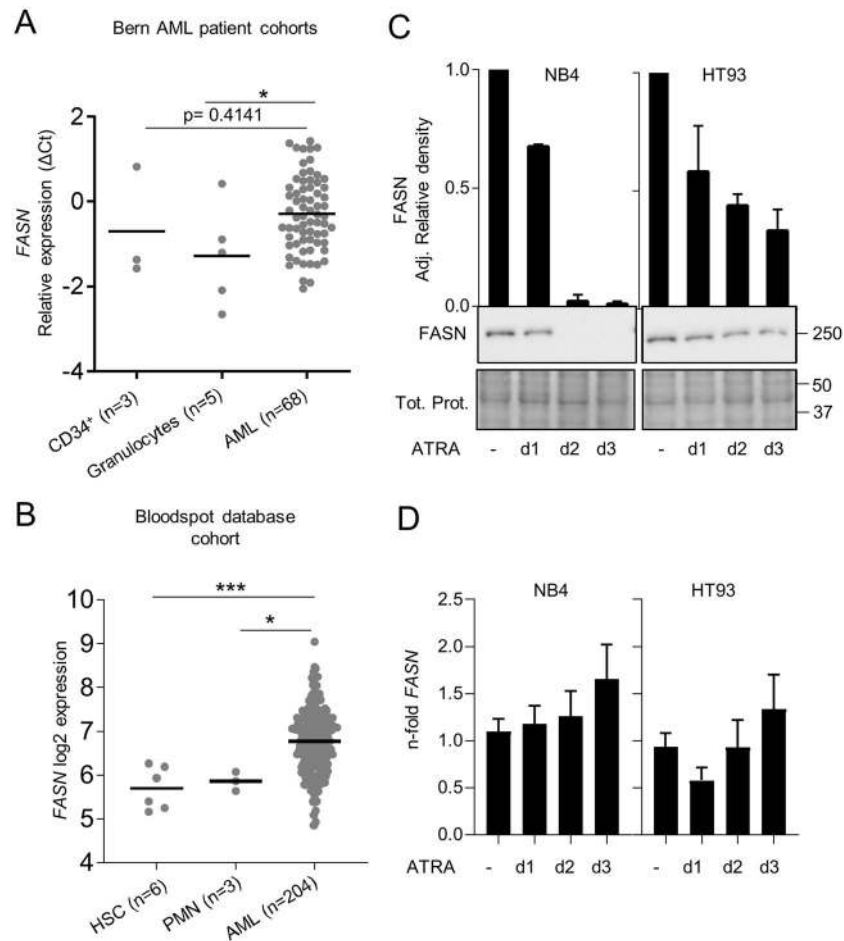 A
Bern AML patient cohorts
*
p= 0.4141
2
0
-2
-4
FASN
Relative expression (ΔCt)
CD34+ (n=3)
Granulocytes (n=5)
AML (n=68)
B
Bloodspot database
cohort
***
*
10
9
8
7
6
5
4
FASN log2 expression
HSC (n=6)
PMN (n=3)
AML (n=204)
C
NB4
HT93
1.0
0.5
0.0
FASN
Adj. Relative density
FASN
250
Tot. Prot.
50
37
ATRA - d1 d2 d3 - d1 d2 d3
D
NB4
HT93
2.5
2.0
1.5
1.0
0.5
0.0
n-fold FASN
ATRA - d1 d2 d3 - d1 d2 d3